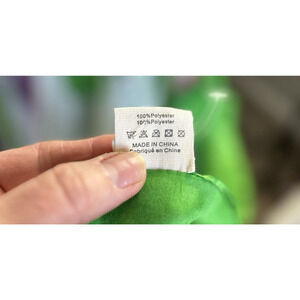 100%Polyester
100%Polyester
MADE IN CHINA
Fabriqué en Chine